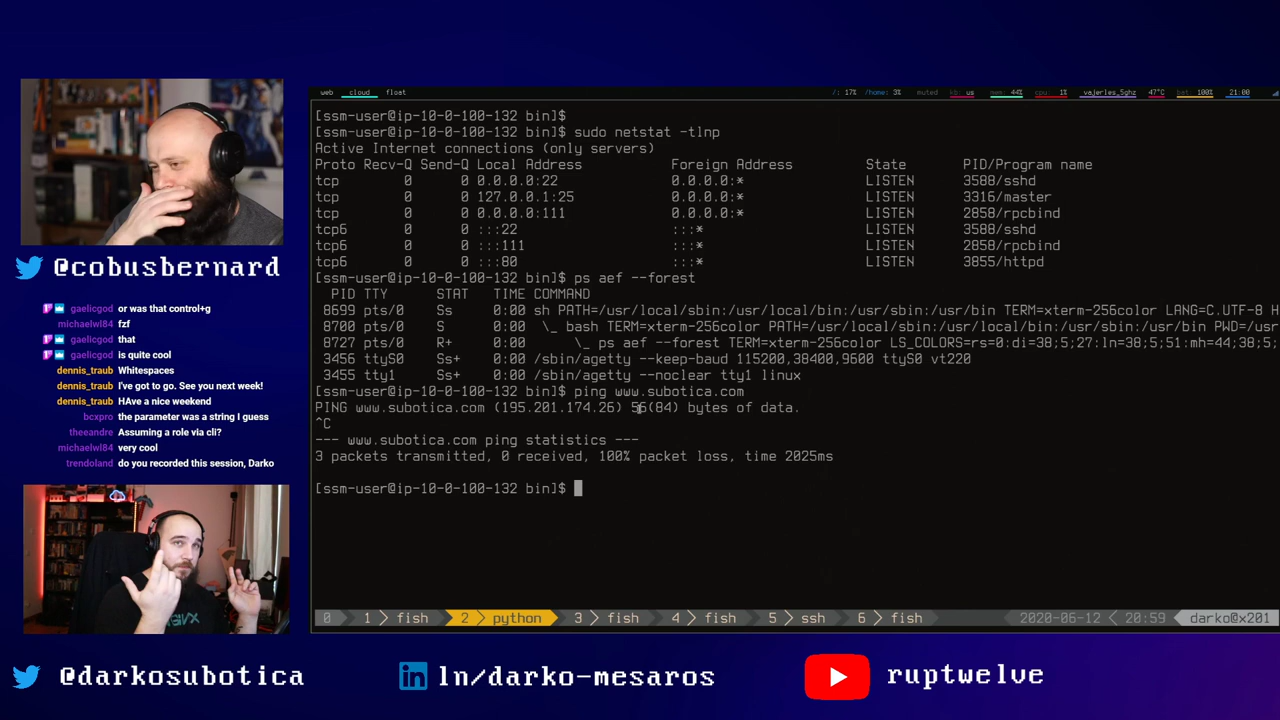 web cloud float
/: 17% /home: 3% muted kb: us mem: 44% cpu: 1% vajerles_5ghz 47°C bat: 100% 21:00
[ssm-user@ip-10-0-100-132 bin]$
[ssm-user@ip-10-0-100-132 bin]$ sudo netstat -tlnp
Active Internet connections (only servers)
Proto Recv-Q Send-Q Local Address Foreign Address State PID/Program name
tcp 0 0 0.0.0.0:22 0.0.0.0:* LISTEN 3588/sshd
tcp 0 0 127.0.0.1:25 0.0.0.0:* LISTEN 3316/master
tcp 0 0 0.0.0.0:111 0.0.0.0:* LISTEN 2858/rpcbind
tcp6 0 0 :::22 :::* LISTEN 3588/sshd
tcp6 0 0 :::111 :::* LISTEN 2858/rpcbind
tcp6 0 0 :::80 :::* LISTEN 3855/httpd
[ssm-user@ip-10-0-100-132 bin]$ ps aef --forest
PID TTY STAT TIME COMMAND
8699 pts/0 Ss 0:00 sh PATH=/usr/local/sbin:/usr/local/bin:/usr/sbin:/usr/bin TERM=xterm-256color LANG=C.UTF-8 H
8700 pts/0 S 0:00 \_ bash TERM=xterm-256color PATH=/usr/local/sbin:/usr/local/bin:/usr/sbin:/usr/bin PWD=/usr
8727 pts/0 R+ 0:00 \_ ps aef --forest TERM=xterm-256color LS_COLORS=rs=0:di=38;5;27:ln=38;5;51:mh=44;38;5;
3456 ttyS0 Ss+ 0:00 /sbin/agetty --keep-baud 115200,38400,9600 ttyS0 vt220
3455 tty1 Ss+ 0:00 /sbin/agetty --noclear tty1 linux
[ssm-user@ip-10-0-100-132 bin]$ ping www.subotica.com
PING www.subotica.com (195.201.174.26) 56(84) bytes of data.
^C
--- www.subotica.com ping statistics ---
3 packets transmitted, 0 received, 100% packet loss, time 2025ms
[ssm-user@ip-10-0-100-132 bin]$
0 1 fish 2 python 3 fish 4 fish 5 ssh 6 fish 2020-06-12 20:59 darko@x201
@cobusbernard
gaelicgod or was that control+g
michaelwl84 fzf
gaelicgod that
gaelicgod is quite cool
dennis_traub Whitespaces
dennis_traub I've got to go. See you next week!
dennis_traub HAve a nice weekend
bcxpro the parameter was a string I guess
theeandre Assuming a role via cli?
michaelwl84 very cool
trendoland do you recorded this session, Darko
@darkosubotica
ln/darko-mesaros
ruptwelve